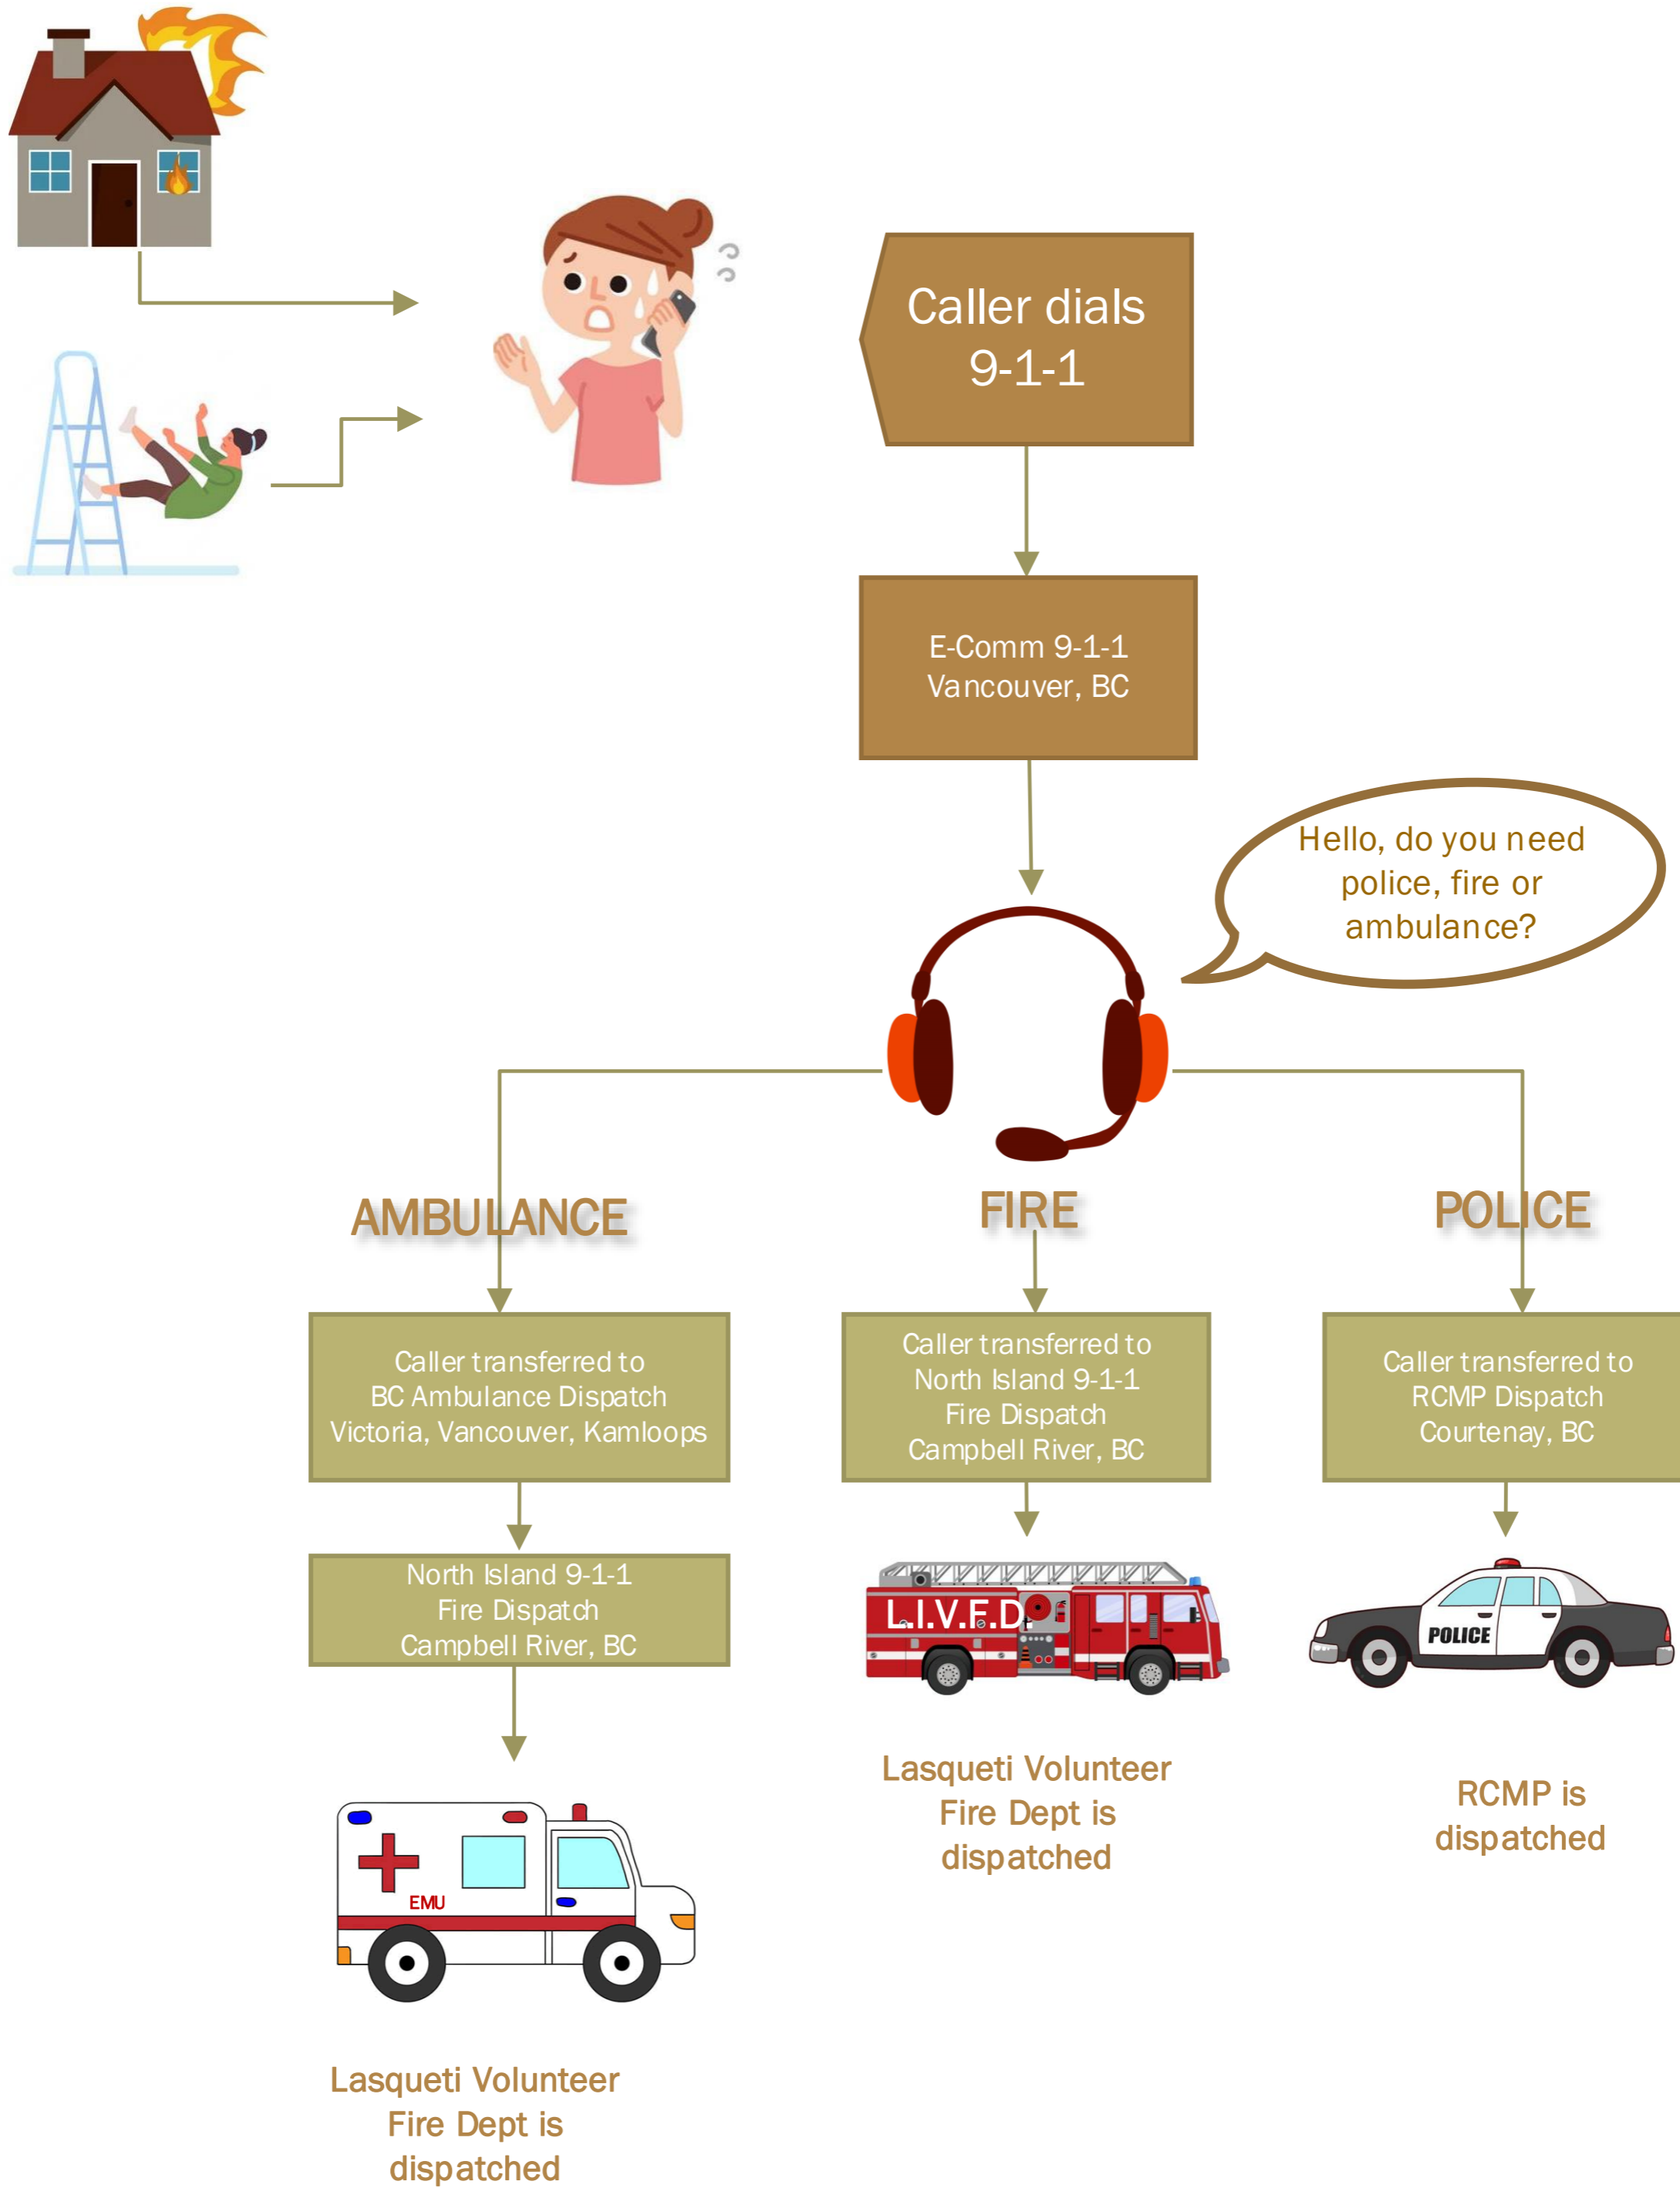 Caller dials
9-1-1
E-Comm 9-1-1
Vancouver, BC
Hello, do you need
police, fire or
ambulance?
AMBULANCE
FIRE
POLICE
Caller transferred to
BC Ambulance Dispatch
Victoria, Vancouver, Kamloops
Caller transferred to
North Island 9-1-1
Fire Dispatch
Campbell River, BC
Caller transferred to
RCMP Dispatch
Courtenay, BC
North Island 9-1-1
Fire Dispatch
Campbell River, BC
L.I.V.F.D.
POLICE
Lasqueti Volunteer
Fire Dept is
dispatched
RCMP is
dispatched
EMU
Lasqueti Volunteer
Fire Dept is
dispatched